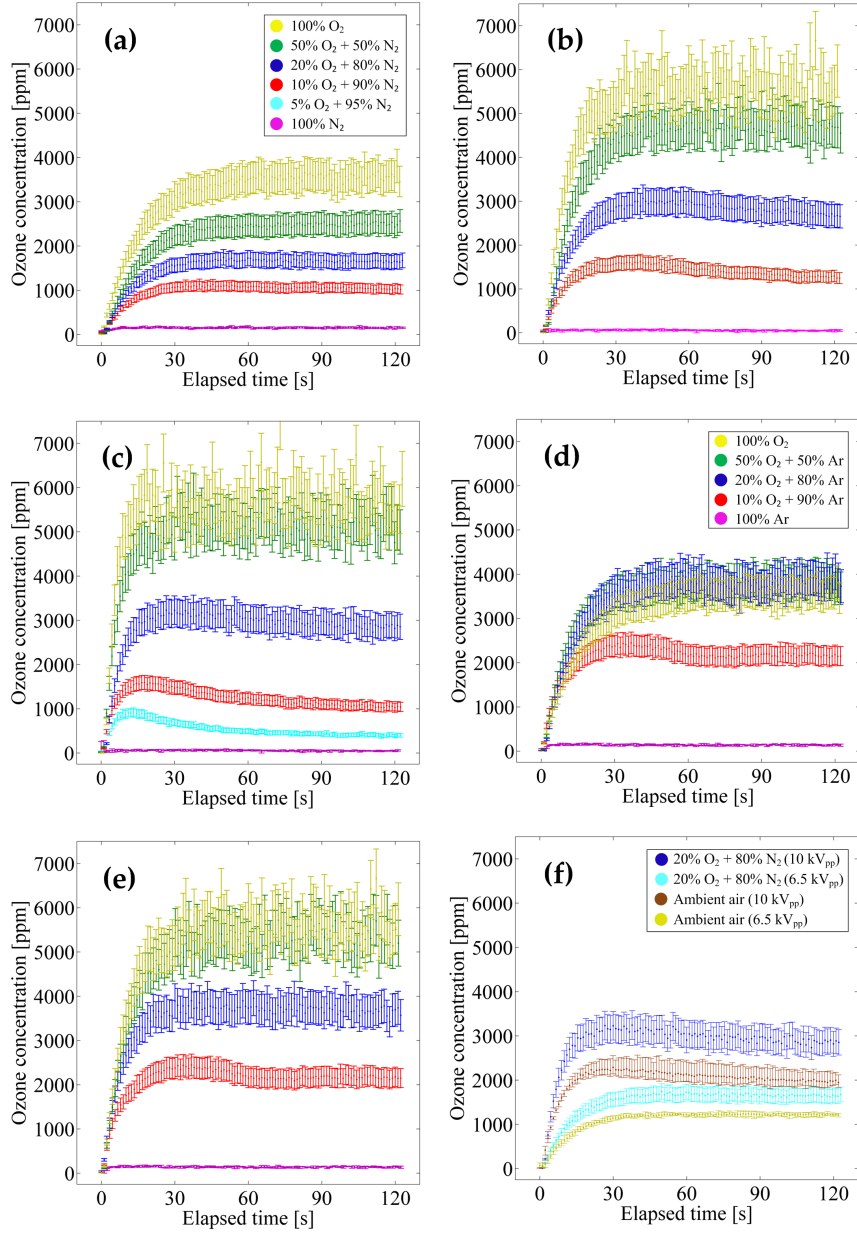 (a)
100% O₂
50% O₂ + 50% N₂
20% O₂ + 80% N₂
10% O₂ + 90% N₂
5% O₂ + 95% N₂
100% N₂
Ozone concentration [ppm]
7000
6000
5000
4000
3000
2000
1000
0
0 30 60 90 120
Elapsed time [s]
(b)
Ozone concentration [ppm]
7000
6000
5000
4000
3000
2000
1000
0
0 30 60 90 120
Elapsed time [s]
(c)
Ozone concentration [ppm]
7000
6000
5000
4000
3000
2000
1000
0
0 30 60 90 120
Elapsed time [s]
(d)
100% O₂
50% O₂ + 50% Ar
20% O₂ + 80% Ar
10% O₂ + 90% Ar
100% Ar
Ozone concentration [ppm]
7000
6000
5000
4000
3000
2000
1000
0
0 30 60 90 120
Elapsed time [s]
(e)
Ozone concentration [ppm]
7000
6000
5000
4000
3000
2000
1000
0
0 30 60 90 120
Elapsed time [s]
(f)
20% O₂ + 80% N₂ (10 kVpp)
20% O₂ + 80% N₂ (6.5 kVpp)
Ambient air (10 kVpp)
Ambient air (6.5 kVpp)
Ozone concentration [ppm]
7000
6000
5000
4000
3000
2000
1000
0
0 30 60 90 120
Elapsed time [s]